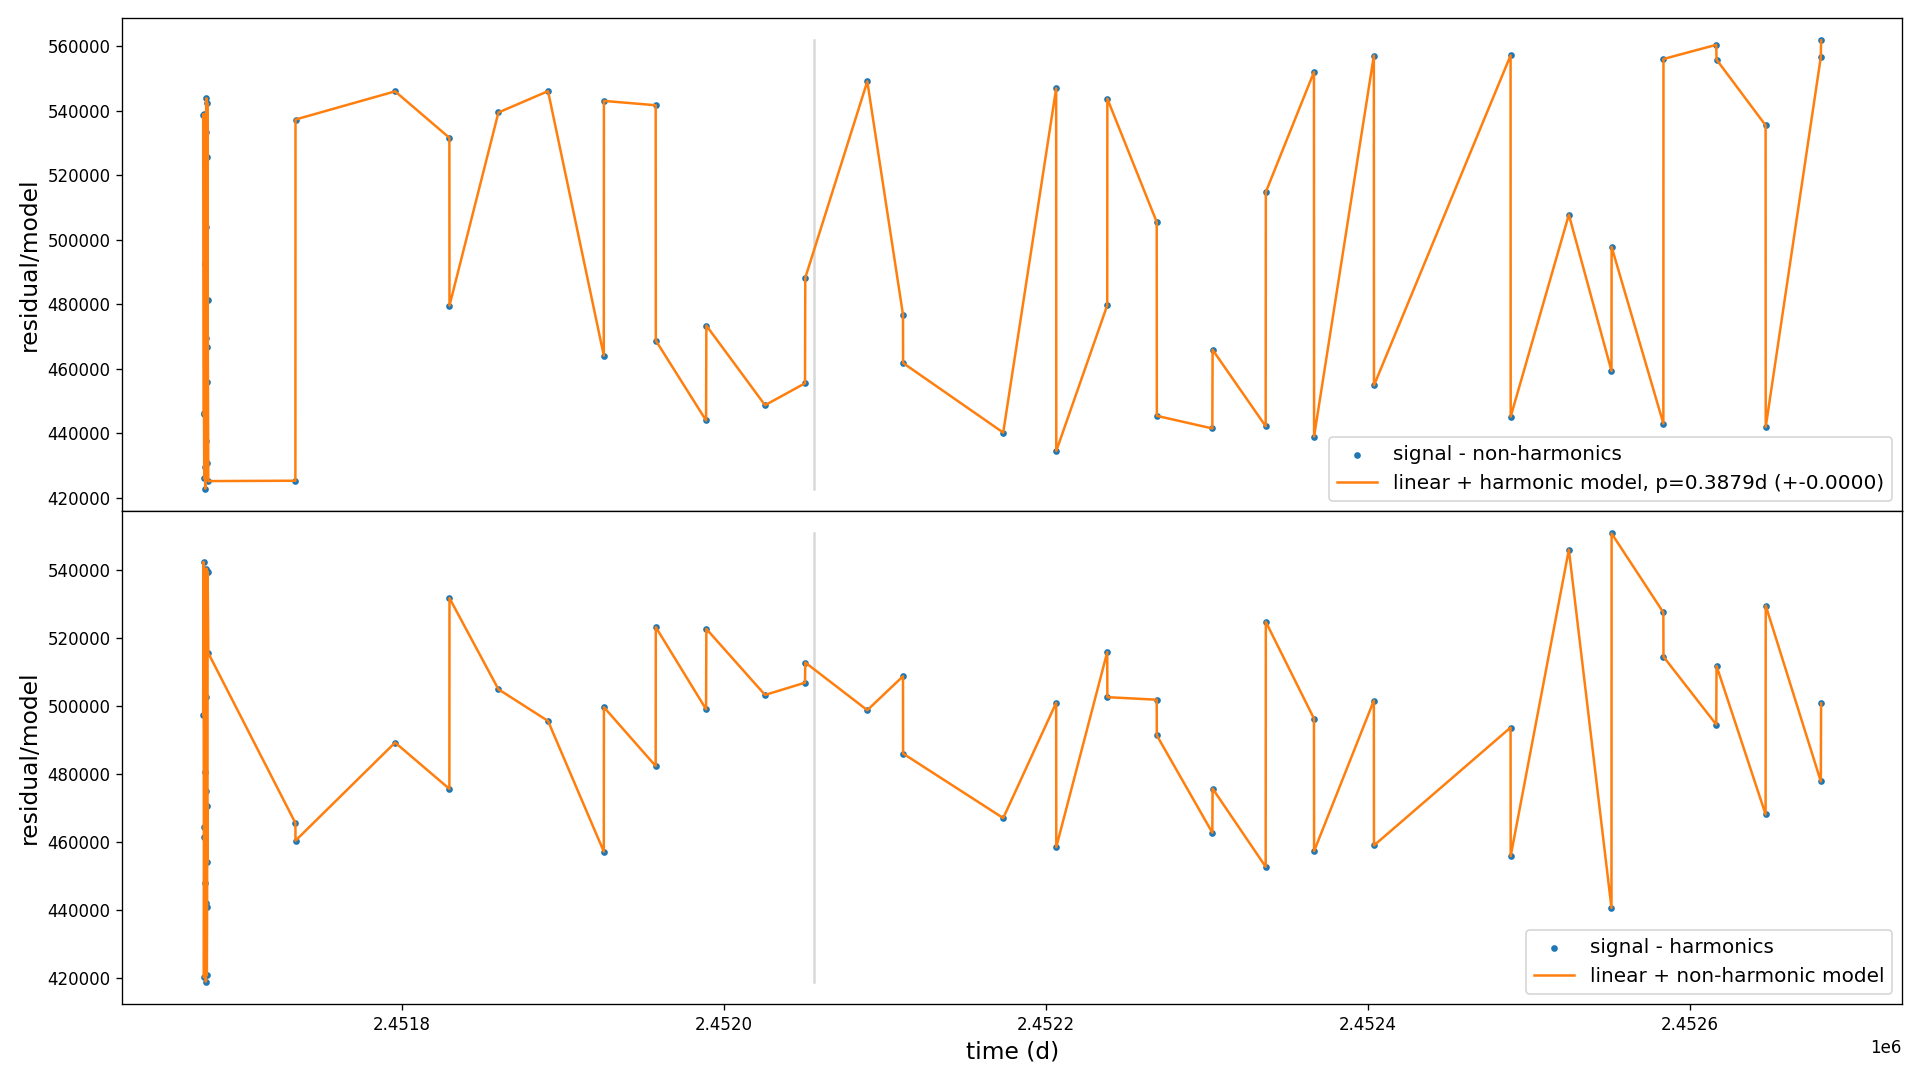 560000
540000
520000
500000
480000
460000
440000
420000
residual/model
signal - non-harmonics
linear + harmonic model, p=0.3879d (+-0.0000)
540000
520000
500000
480000
460000
440000
420000
residual/model
signal - harmonics
linear + non-harmonic model
2.4518 2.4520 2.4522 2.4524 2.4526
time (d)
1e6